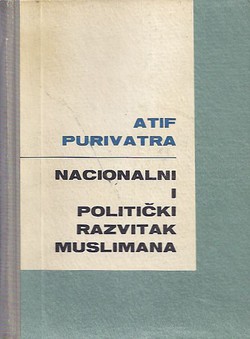 ATIF
PURIVATRA
NACIONALNI
I
POLITIČKI
RAZVITAK
MUSLIMANA